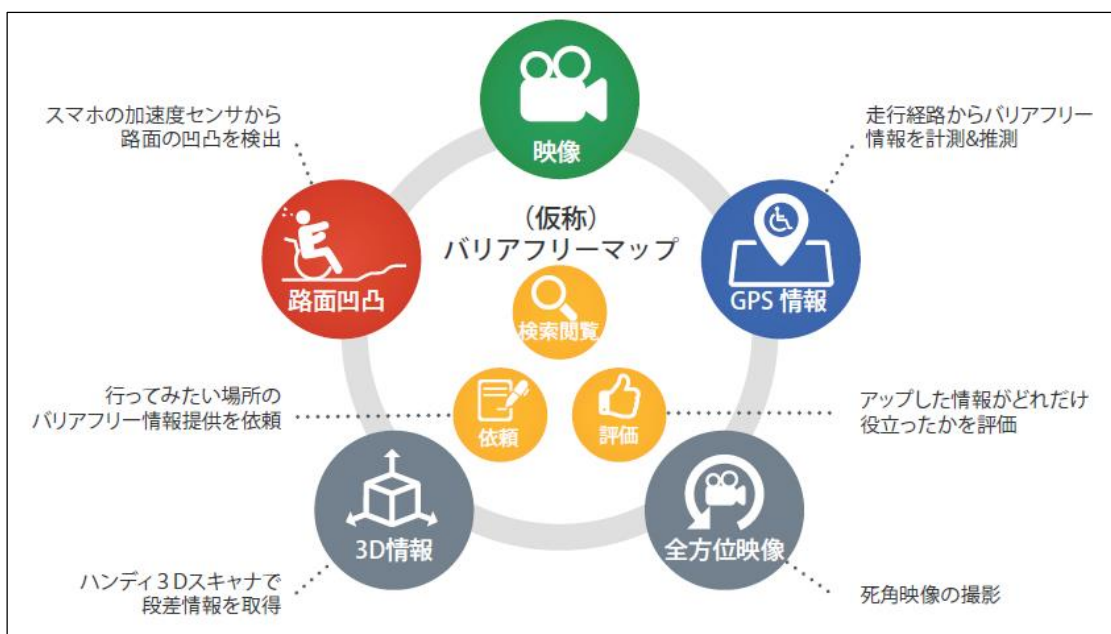 映像
スマホの加速度センサから
路面の凹凸を検出
走行経路からバリアフリー
情報を計測&推測
（仮称）
バリアフリーマップ
路面凹凸
GPS 情報
検索閲覧
行ってみたい場所の
バリアフリー情報提供を依頼
依頼
評価
アップした情報がどれだけ
役立ったかを評価
3D情報
全方位映像
ハンディ３Dスキャナで
段差情報を取得
死角映像の撮影